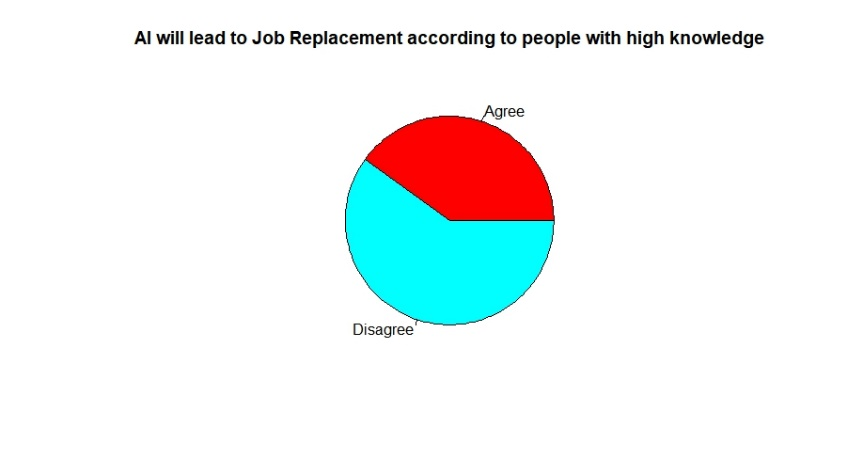 AI will lead to Job Replacement according to people with high knowledge
Agree
Disagree